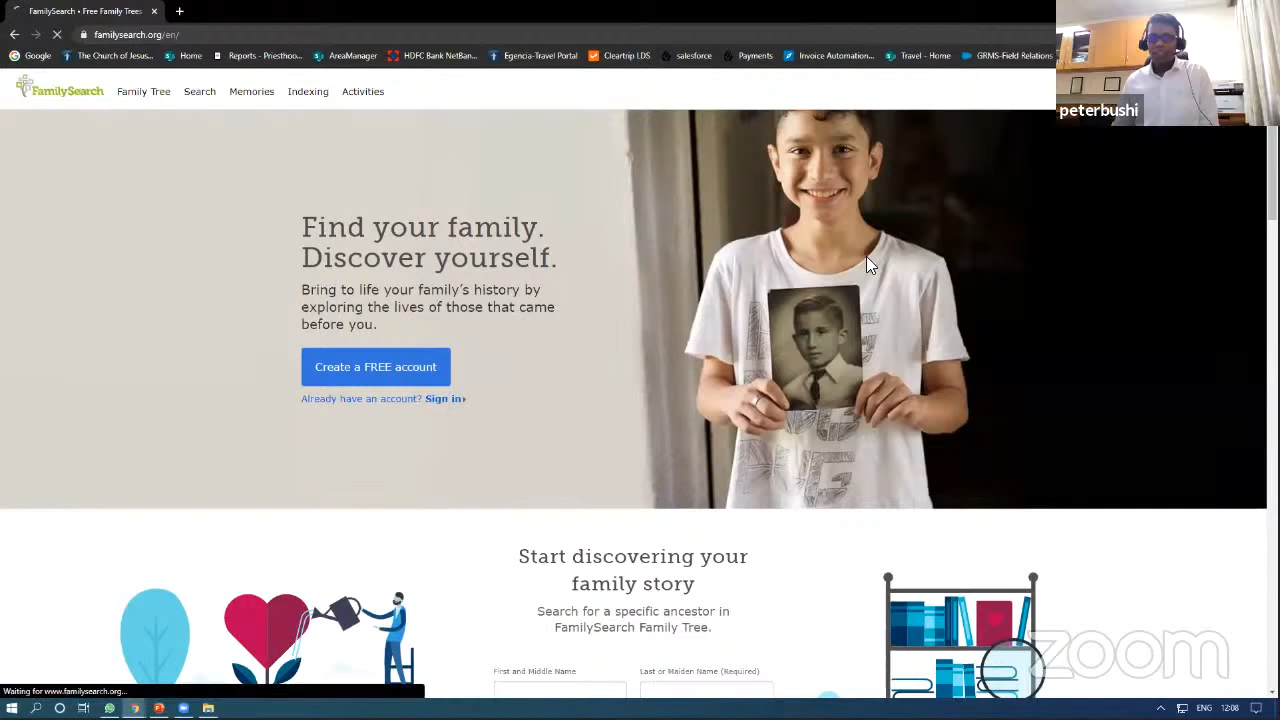 FamilySearch • Free Family Trees
familysearch.org/en/
Google
The Church of Jesus...
Home
Reports - Priesthoo...
AreaManager
HDFC Bank NetBan...
Egencia-Travel Portal
Cleartrip LDS
salesforce
Payments
Invoice Automation...
Travel - Home
GRMS-Field Relations
peterbushi
FamilySearch
Family Tree
Search
Memories
Indexing
Activities
Find your family.
Discover yourself.
Bring to life your family's history by
exploring the lives of those that came
before you.
Create a FREE account
Already have an account? Sign in
Start discovering your
family story
Search for a specific ancestor in
FamilySearch Family Tree.
First and Middle Name
Last or Maiden Name (Required)
zoom
Waiting for www.familysearch.org...
ENG
12:08